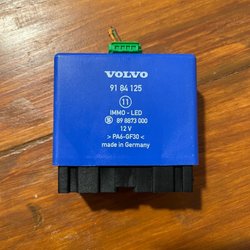 VOLVO
91 84 125
11
IMMO - LED
89 8873 000
12 V
> PA6-GF30 <
made in Germany